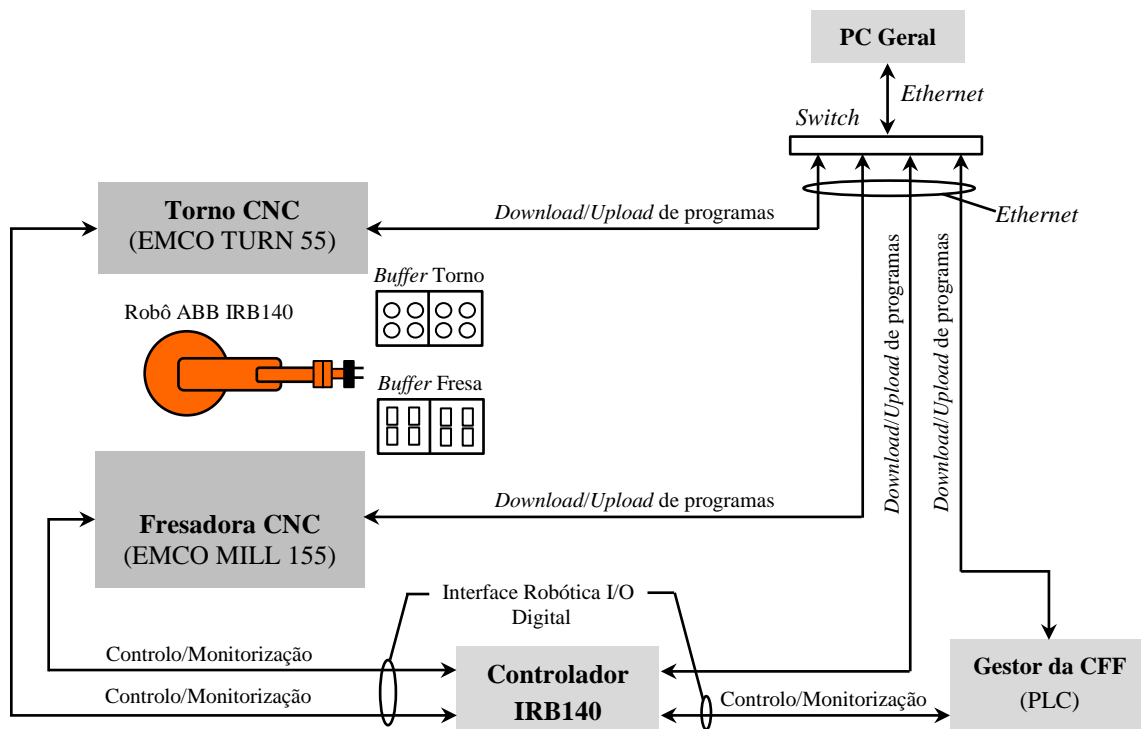 PC Geral
Ethernet
Switch
Ethernet
Torno CNC
(EMCO TURN 55)
Download/Upload de programas
Buffer Torno
Robô ABB IRB140
Buffer Fresa
Download/Upload de programas
Download/Upload de programas
Fresadora CNC
(EMCO MILL 155)
Download/Upload de programas
Interface Robótica I/O
Digital
Controlo/Monitorização
Controlo/Monitorização
Controlador
IRB140
Controlo/Monitorização
Gestor da CFF
(PLC)